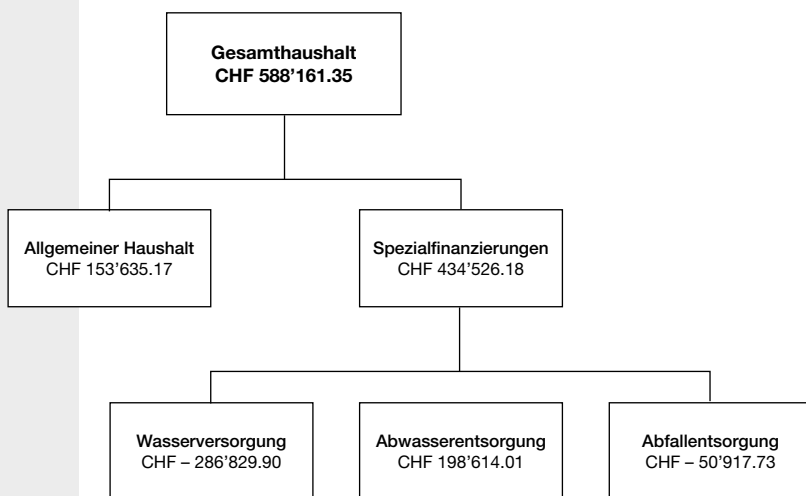 Gesamthaushalt
CHF 588’161.35
Allgemeiner Haushalt
CHF 153’635.17
Spezialfinanzierungen
CHF 434’526.18
Wasserversorgung
CHF – 286’829.90
Abwasserentsorgung
CHF 198’614.01
Abfallentsorgung
CHF – 50’917.73